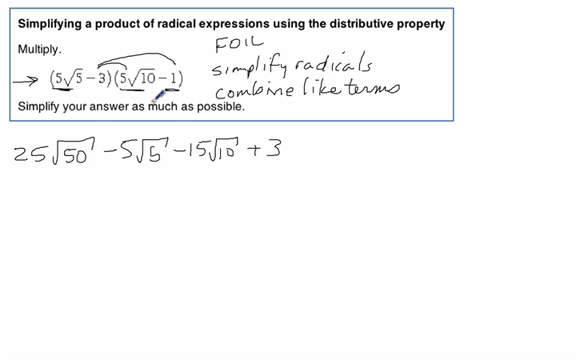 Simplifying a product of radical expressions using the distributive property
Multiply.
FOIL
(5√5 − 3)(5√10 − 1)
simplify radicals
combine like terms
Simplify your answer as much as possible.
25√50 − 5√5 − 15√10 + 3